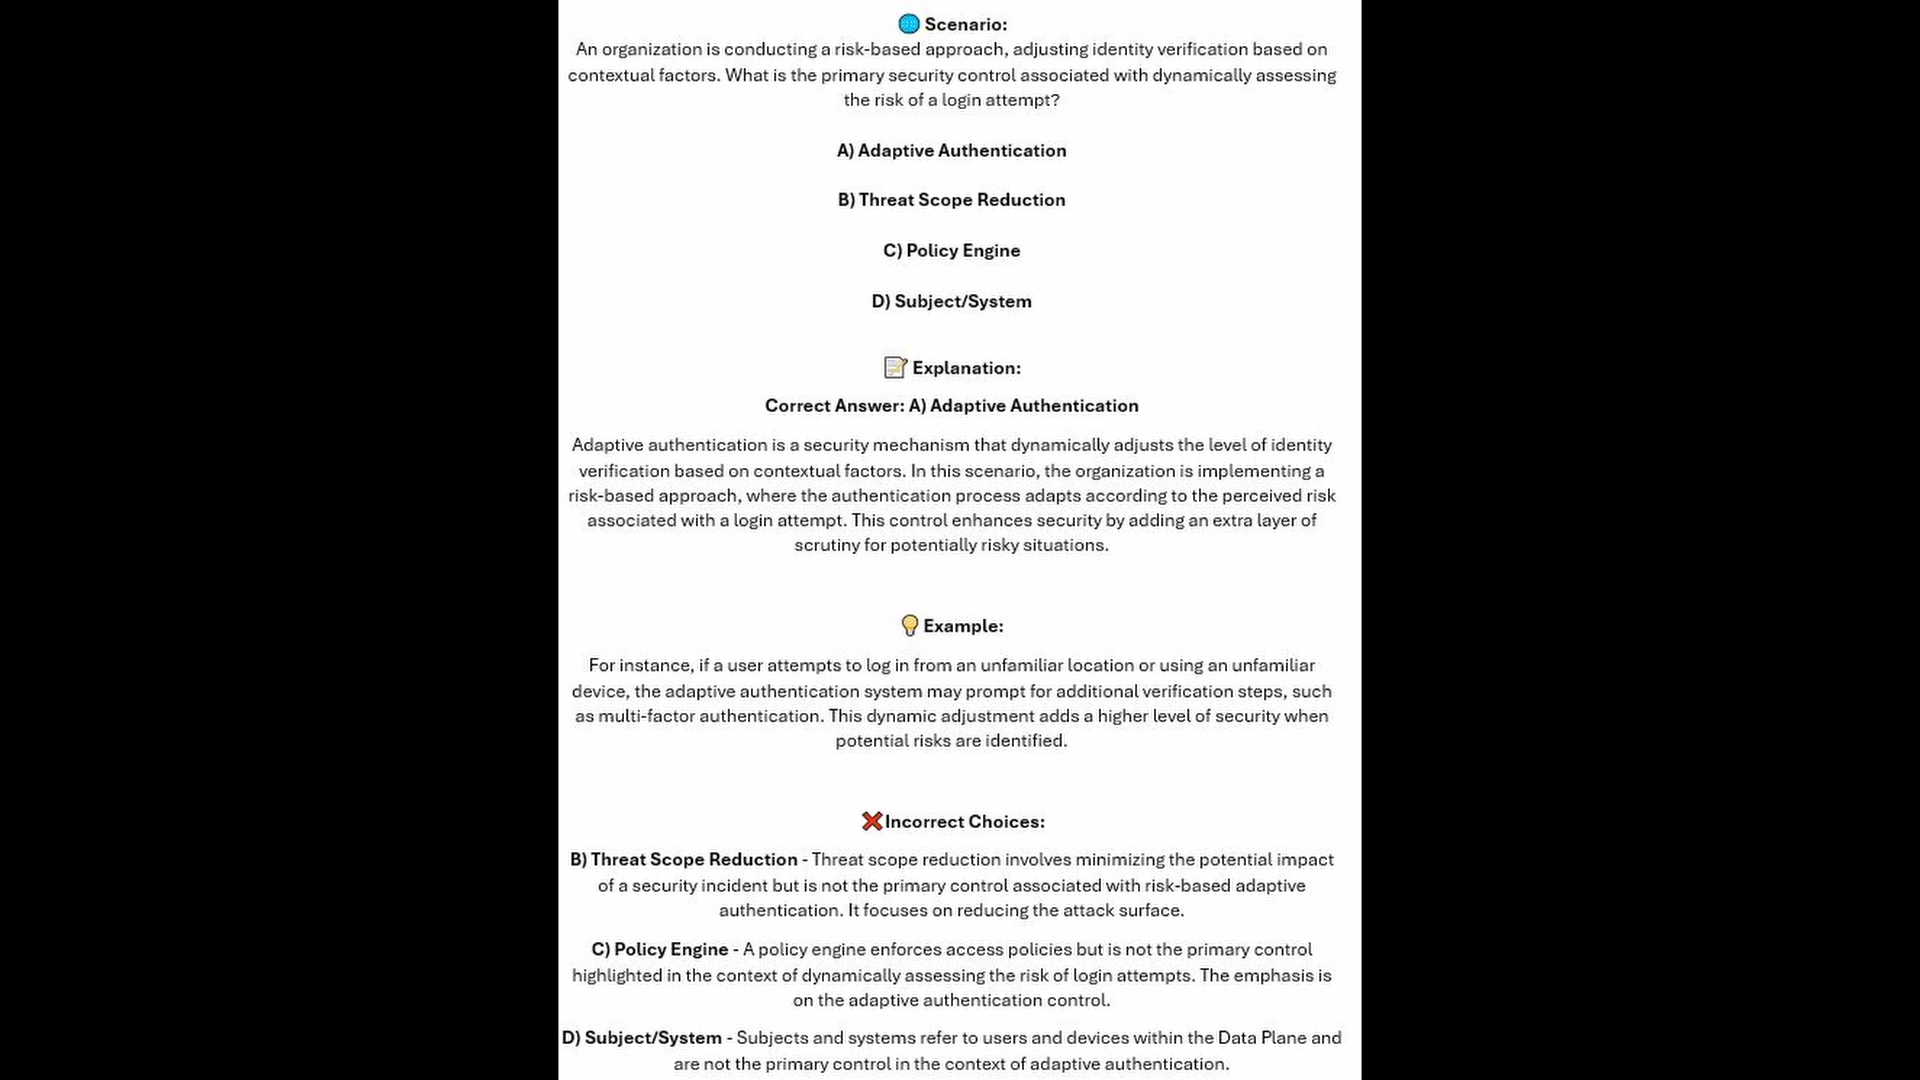 Scenario:
An organization is conducting a risk-based approach, adjusting identity verification based on
contextual factors. What is the primary security control associated with dynamically assessing
the risk of a login attempt?
A) Adaptive Authentication
B) Threat Scope Reduction
C) Policy Engine
D) Subject/System
Explanation:
Correct Answer: A) Adaptive Authentication
Adaptive authentication is a security mechanism that dynamically adjusts the level of identity
verification based on contextual factors. In this scenario, the organization is implementing a
risk-based approach, where the authentication process adapts according to the perceived risk
associated with a login attempt. This control enhances security by adding an extra layer of
scrutiny for potentially risky situations.
Example:
For instance, if a user attempts to log in from an unfamiliar location or using an unfamiliar
device, the adaptive authentication system may prompt for additional verification steps, such
as multi-factor authentication. This dynamic adjustment adds a higher level of security when
potential risks are identified.
Incorrect Choices:
B) Threat Scope Reduction - Threat scope reduction involves minimizing the potential impact
of a security incident but is not the primary control associated with risk-based adaptive
authentication. It focuses on reducing the attack surface.
C) Policy Engine - A policy engine enforces access policies but is not the primary control
highlighted in the context of dynamically assessing the risk of login attempts. The emphasis is
on the adaptive authentication control.
D) Subject/System - Subjects and systems refer to users and devices within the Data Plane and
are not the primary control in the context of adaptive authentication.